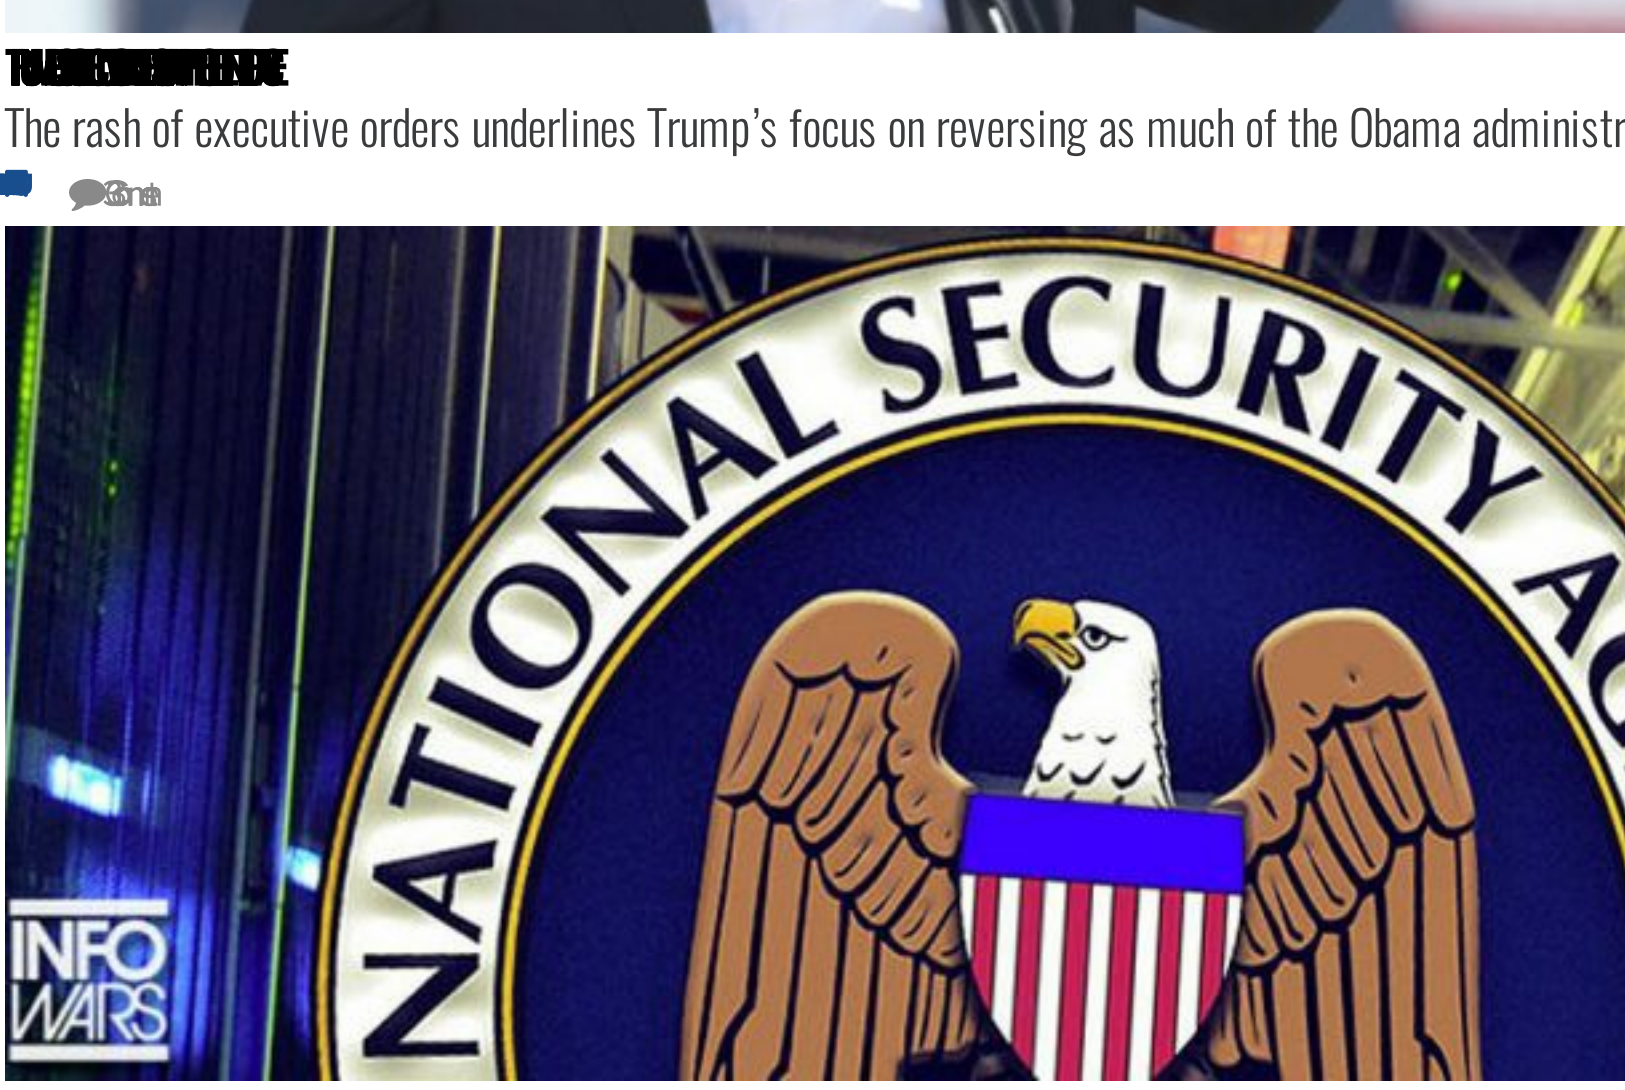 The rash of executive orders underlines Trump’s focus on reversing as much of the Obama administr
NATIONAL SECURITY AG
INFO
WARS